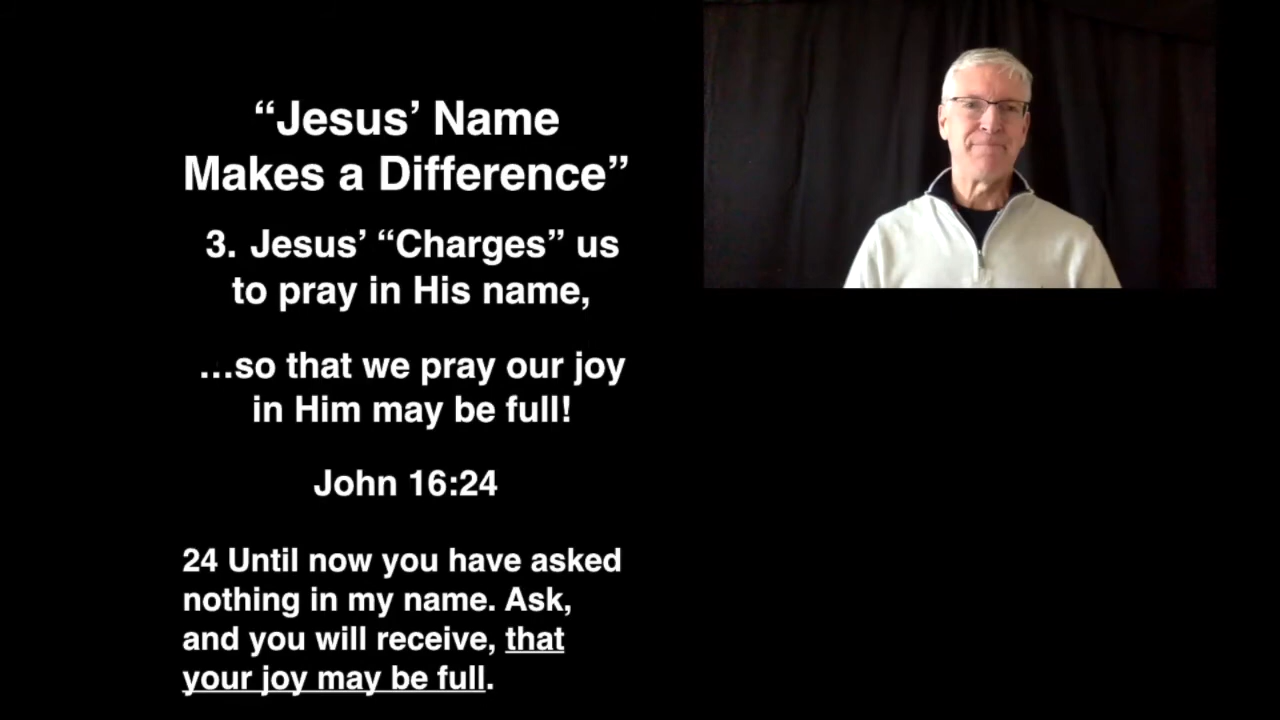 “Jesus’ Name
Makes a Difference”
3. Jesus’ “Charges” us
to pray in His name,
…so that we pray our joy
in Him may be full!
John 16:24
24 Until now you have asked
nothing in my name. Ask,
and you will receive, that
your joy may be full.